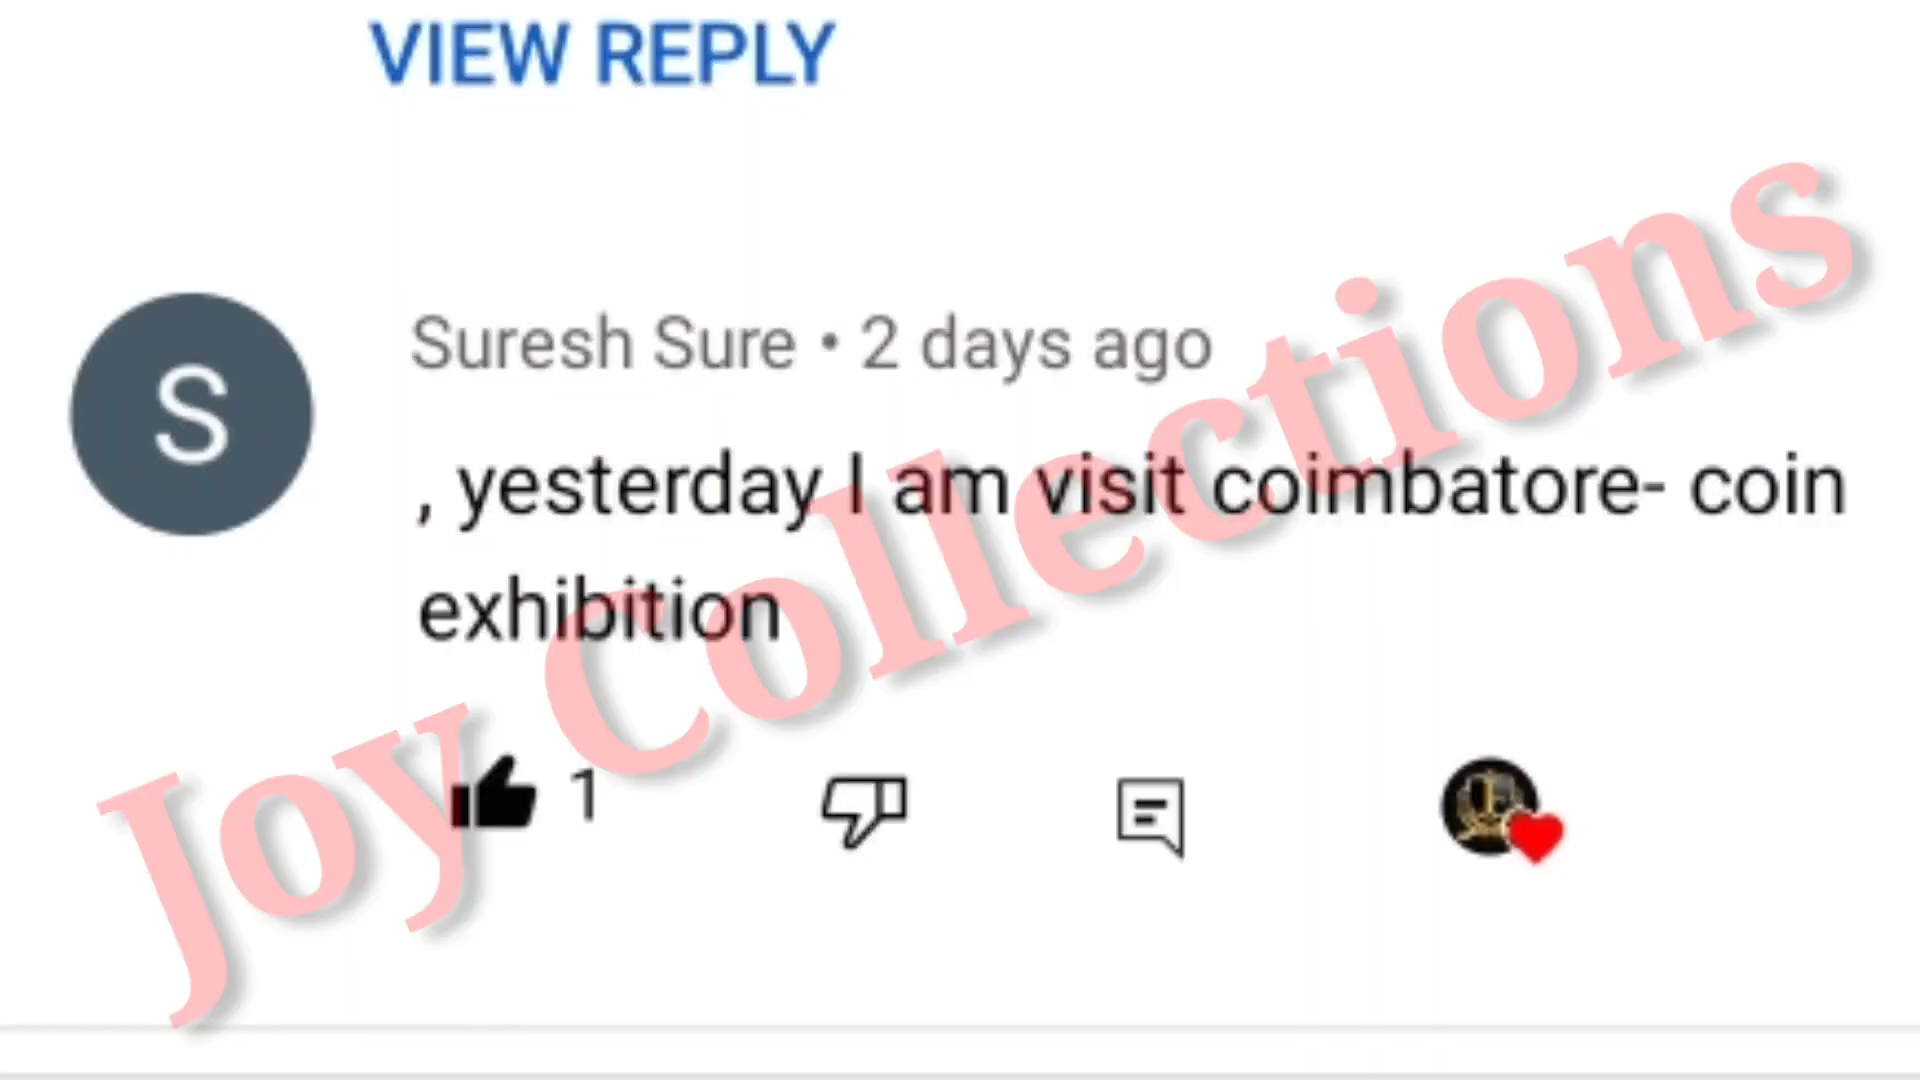 VIEW REPLY
S
Suresh Sure • 2 days ago
, yesterday I am visit coimbatore- coin
exhibition
1
Joy Collections